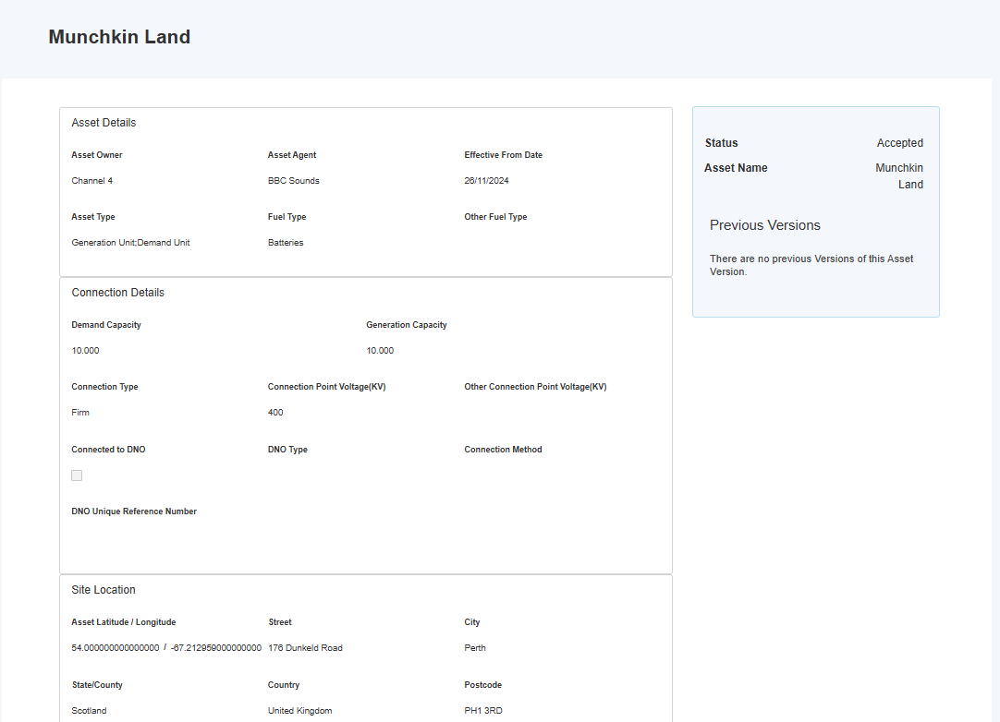 Munchkin Land
Asset Details
Asset Owner Asset Agent Effective From Date
Channel 4 BBC Sounds 26/11/2024
Asset Type Fuel Type Other Fuel Type
Generation Unit;Demand Unit Batteries
Connection Details
Demand Capacity Generation Capacity
10.000 10.000
Connection Type Connection Point Voltage(KV) Other Connection Point Voltage(KV)
Firm 400
Connected to DNO DNO Type Connection Method
DNO Unique Reference Number
Site Location
Asset Latitude / Longitude Street City
54.000000000000000 / -67.212959000000000 176 Dunkeld Road Perth
State/County Country Postcode
Scotland United Kingdom PH1 3RD
Status Accepted
Asset Name Munchkin
Land
Previous Versions
There are no previous Versions of this Asset
Version.